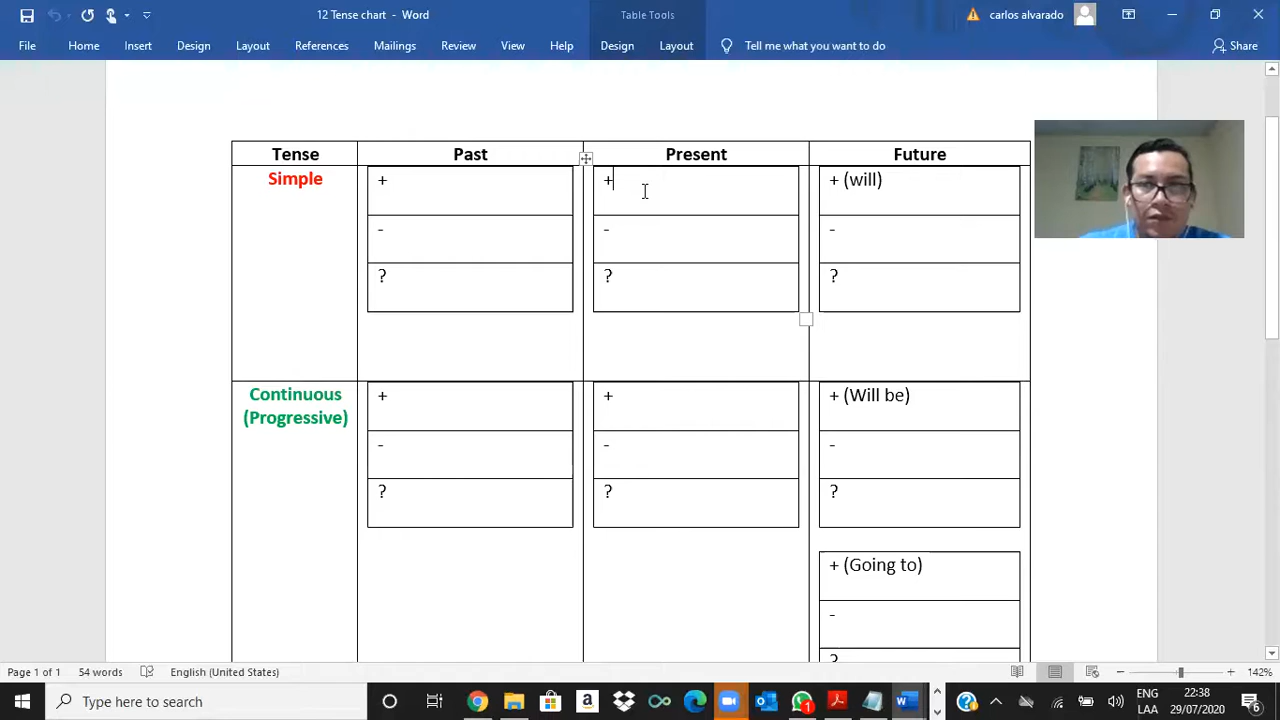 12 Tense chart - Word
Table Tools
carlos alvarado
File Home Insert Design Layout References Mailings Review View Help Design Layout Tell me what you want to do Share
Tense Past Present Future
Simple + + + (will)
- - -
? ? ?
Continuous + + + (Will be)
(Progressive)
- - -
? ? ?
+ (Going to)
-
?
Page 1 of 1 54 words English (United States) 142%
Type here to search
1
ENG 22:38
LAA 29/07/2020 6